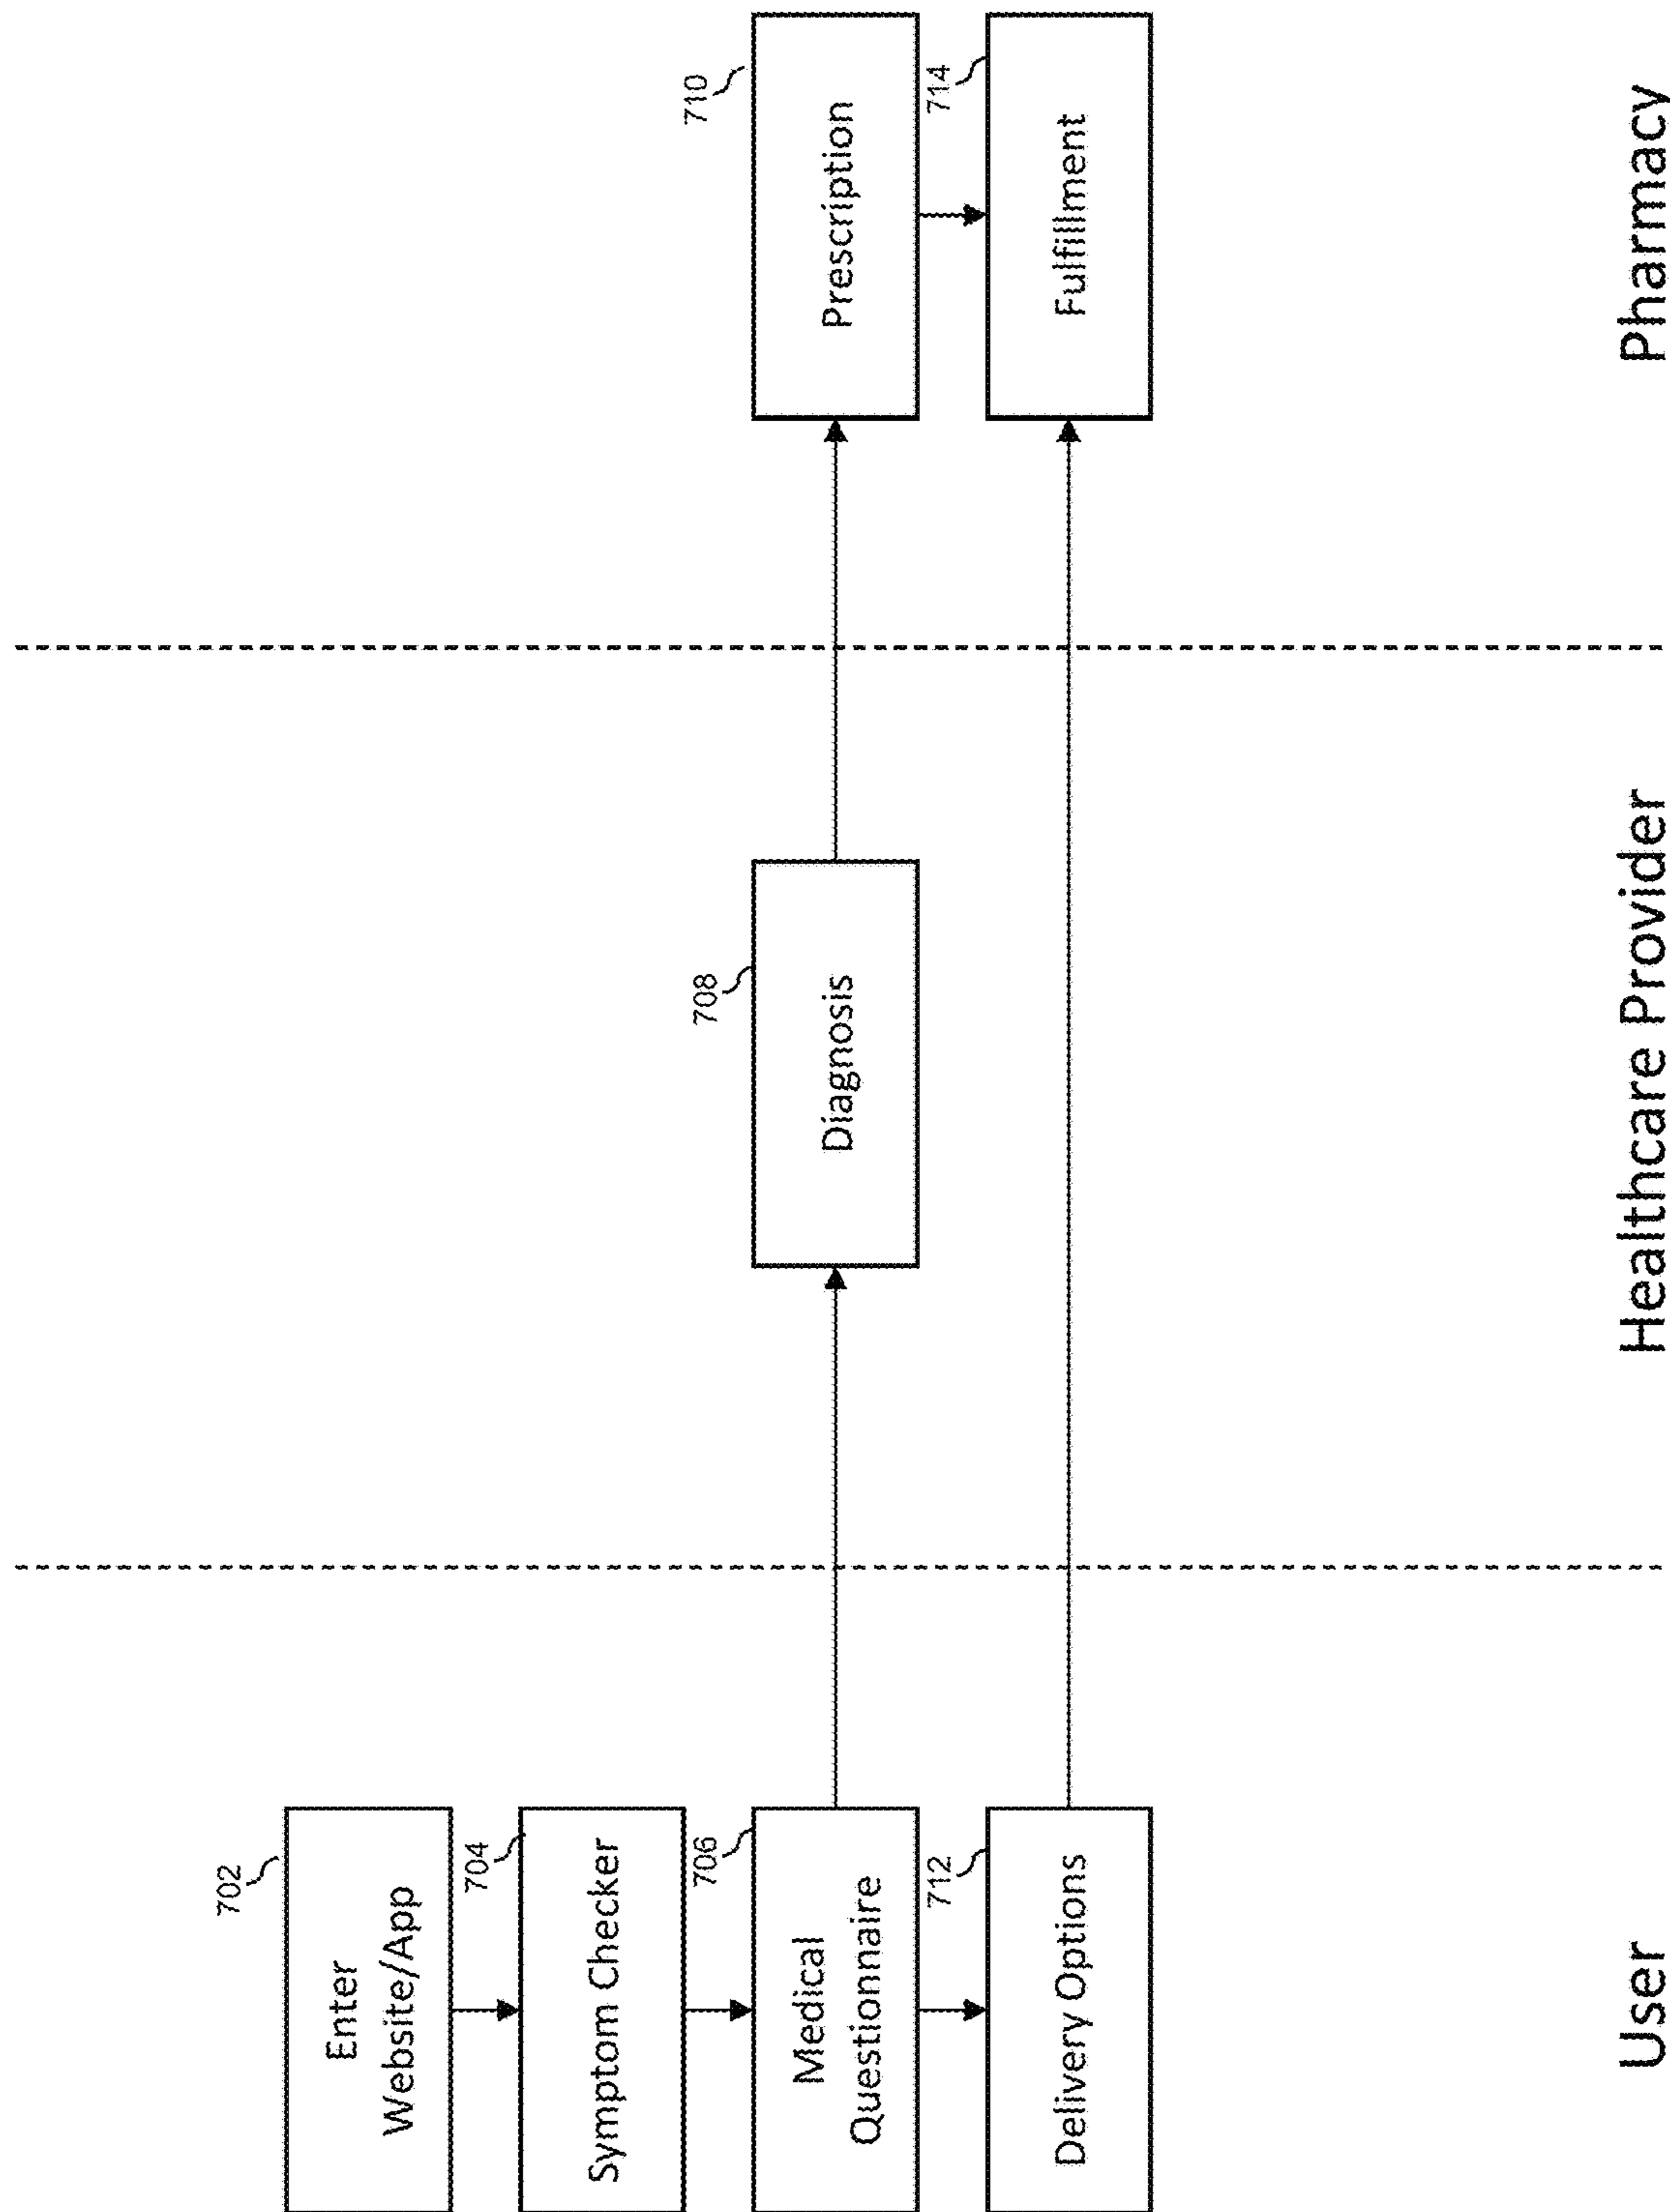 702
Enter
Website/App
704
Symptom Checker
706
Medical
Questionnaire
708
Diagnosis
710
Prescription
712
Delivery Options
714
Fulfillment
User
Healthcare Provider
Pharmacy